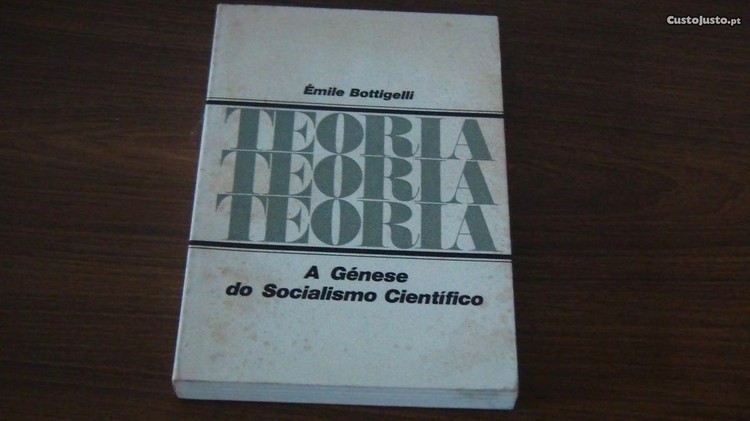 CustoJusto.pt
Émile Bottigelli
TEORIA
TEORIA
TEORIA
A Génese
do Socialismo Científico